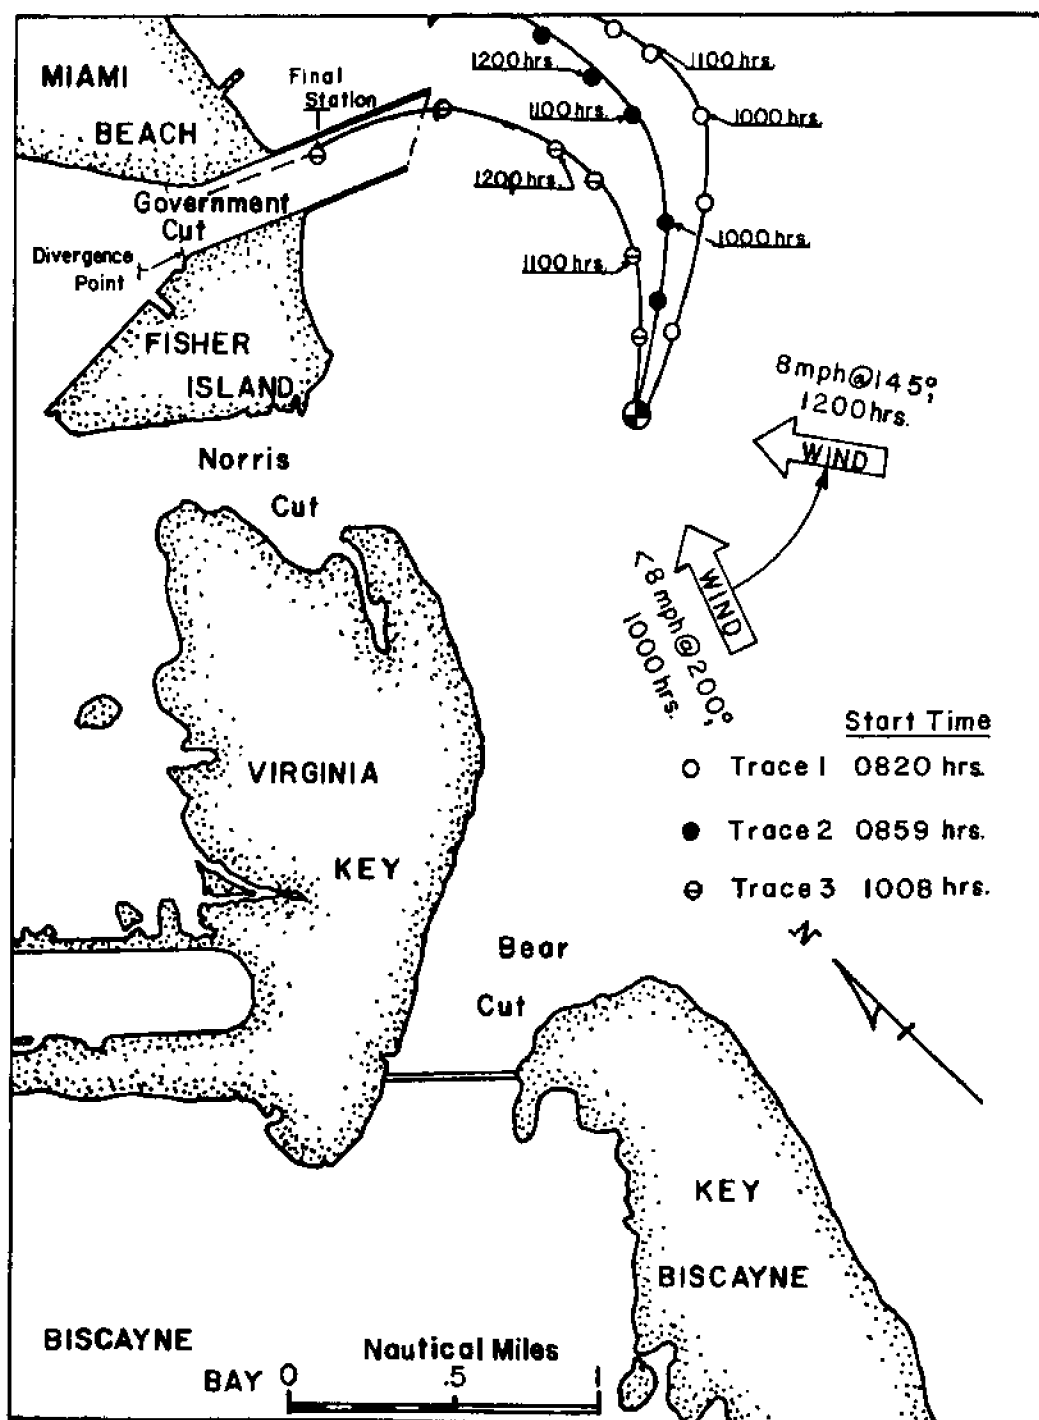 MIAMI
BEACH
Final
Station
1200 hrs.
1100 hrs.
1100 hrs.
1000 hrs.
1200 hrs.
1000 hrs.
1100 hrs.
Government
Cut
Divergence
Point
FISHER
ISLAND
8mph@145°,
1200 hrs.
WIND
Norris
Cut
WIND
<8mph@200°,
1000 hrs.
Start Time
Trace 1 0820 hrs.
Trace 2 0859 hrs.
Trace 3 1008 hrs.
VIRGINIA
KEY
N
Bear
Cut
KEY
BISCAYNE
BISCAYNE
BAY
Nautical Miles
0 .5 1